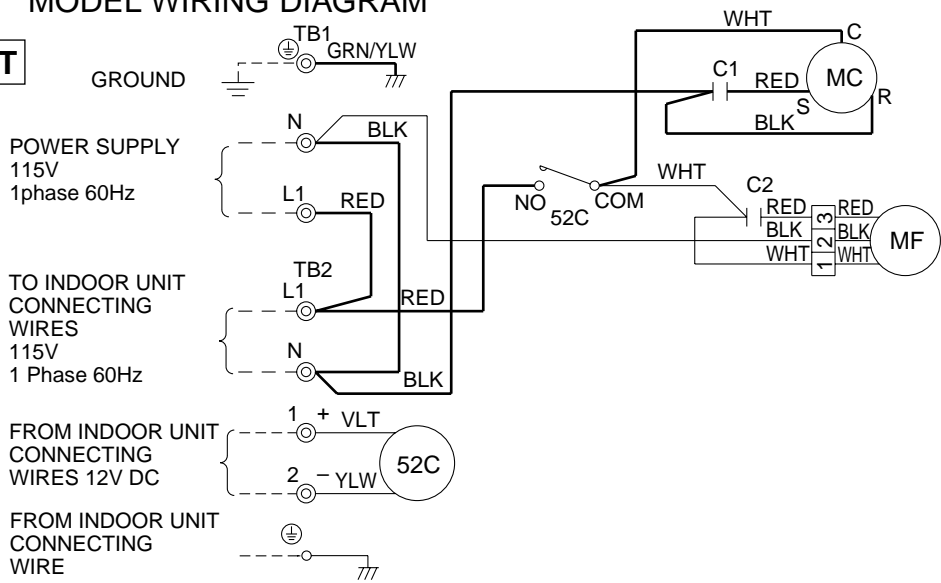 MODEL WIRING DIAGRAM
T
GROUND
TB1
GRN/YLW
POWER SUPPLY
115V
1phase 60Hz
N
BLK
L1
RED
TO INDOOR UNIT
CONNECTING
WIRES
115V
1 Phase 60Hz
TB2
L1
RED
N
BLK
FROM INDOOR UNIT
CONNECTING
WIRES 12V DC
1 + VLT
2 − YLW
52C
FROM INDOOR UNIT
CONNECTING
WIRE
WHT
C
C1
RED
MC
S
R
BLK
NO
52C
COM
WHT
C2
RED 3 RED
BLK 2 BLK
WHT 1 WHT
MF